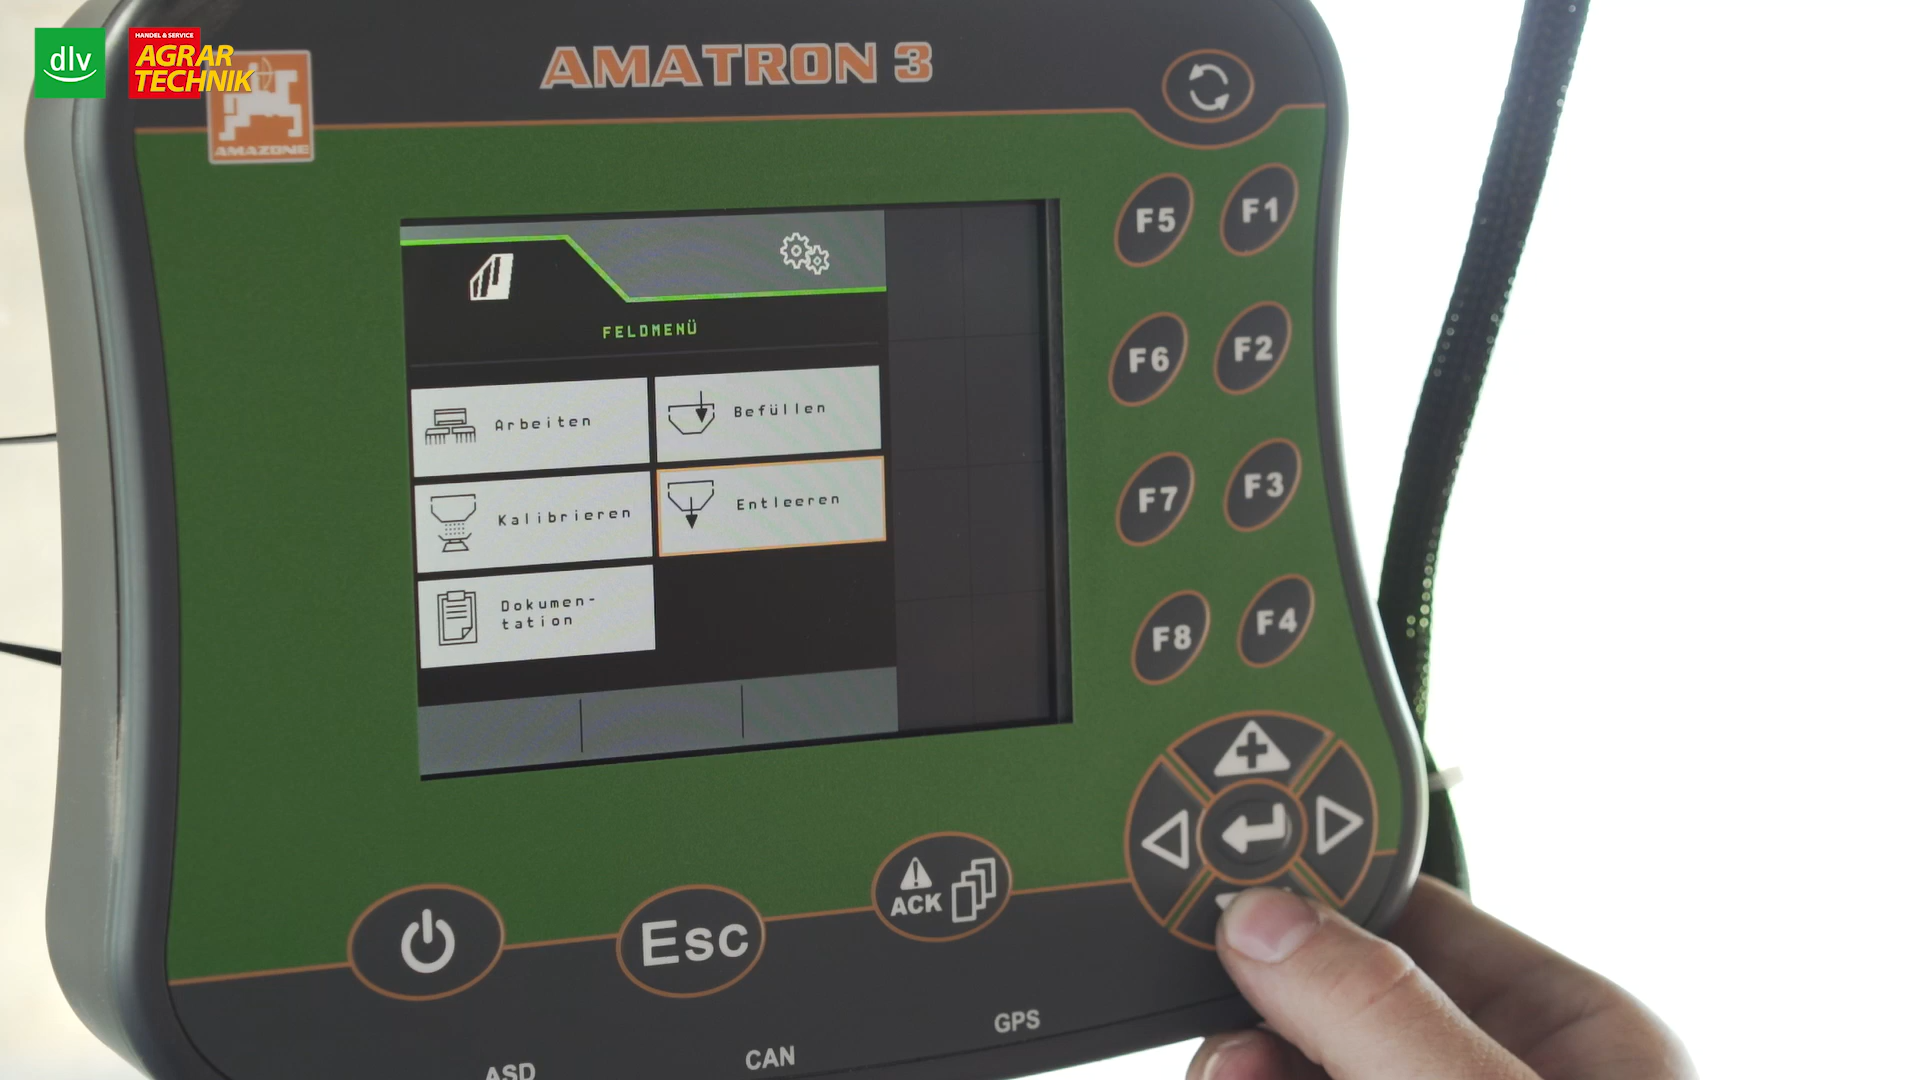 dlv
HANDEL & SERVICE
AGRAR
TECHNIK
AMAZONE
AMATRON 3
FELDMENÜ
Arbeiten
Befüllen
Kalibrieren
Entleeren
Dokumen-
tation
F5
F1
F6
F2
F7
F3
F8
F4
Esc
ACK
ASD
CAN
GPS